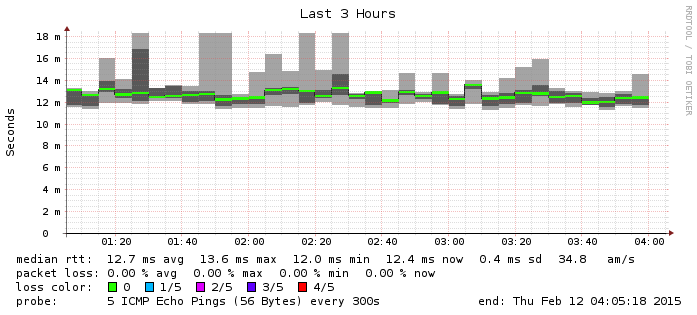 Last 3 Hours
RRDTOOL / TOBI OETIKER
Seconds
18 m
16 m
14 m
12 m
10 m
8 m
6 m
4 m
2 m
0
01:20 01:40 02:00 02:20 02:40 03:00 03:20 03:40 04:00
median rtt: 12.7 ms avg 13.6 ms max 12.0 ms min 12.4 ms now 0.4 ms sd 34.8 am/s
packet loss: 0.00 % avg 0.00 % max 0.00 % min 0.00 % now
loss color: 0 1/5 2/5 3/5 4/5
probe: 5 ICMP Echo Pings (56 Bytes) every 300s end: Thu Feb 12 04:05:18 2015